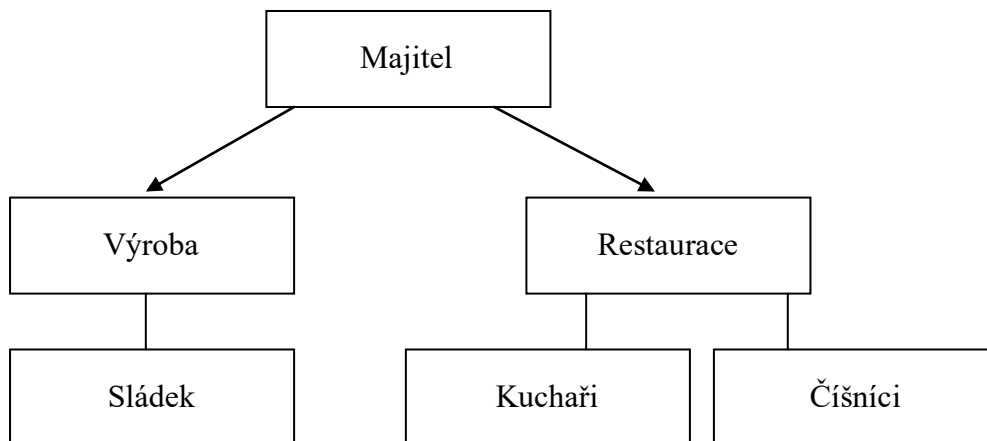 Majitel
Výroba
Restaurace
Sládek
Kuchaři
Číšníci